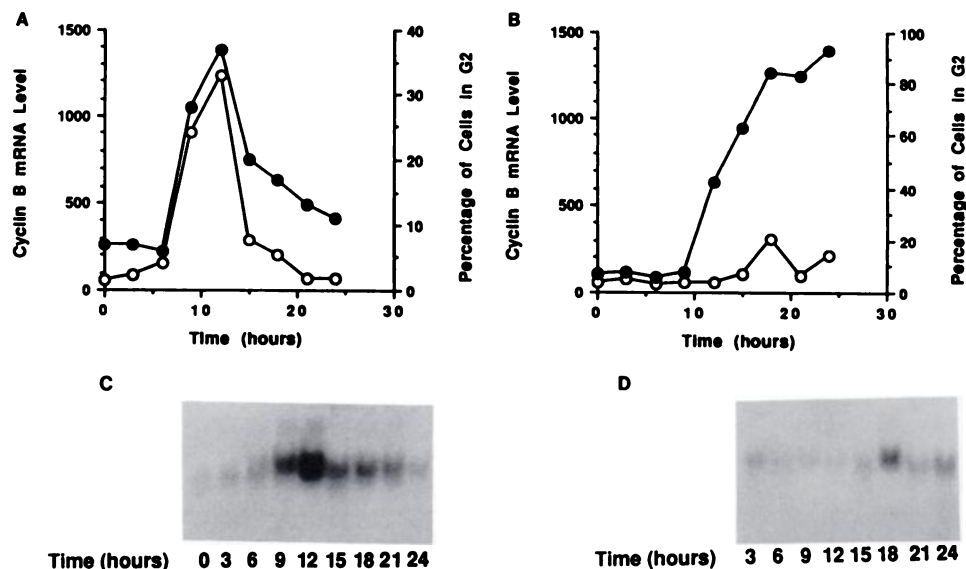 A
Cyclin B mRNA Level
1500
1000
500
0
0
10
20
30
Time (hours)
40
30
20
10
0
Percentage of Cells in G2
B
Cyclin B mRNA Level
1500
1000
500
0
0
10
20
30
Time (hours)
100
80
60
40
20
0
Percentage of Cells in G2
C
Time (hours) 0 3 6 9 12 15 18 21 24
D
Time (hours) 3 6 9 12 15 18 21 24